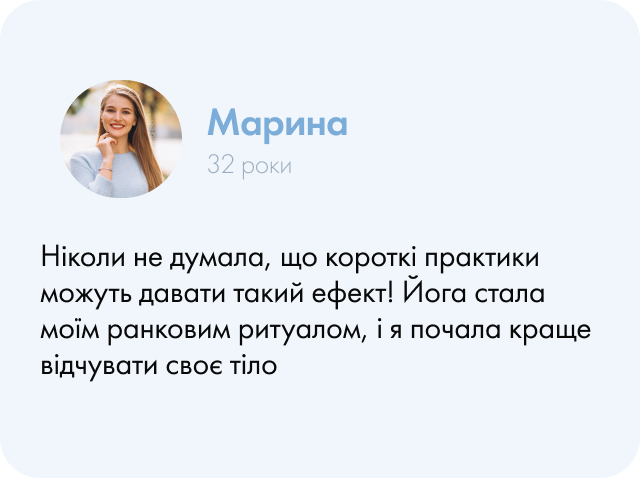 Марина
32 роки
Ніколи не думала, що короткі практики
можуть давати такий ефект! Йога стала
моїм ранковим ритуалом, і я почала краще
відчувати своє тіло